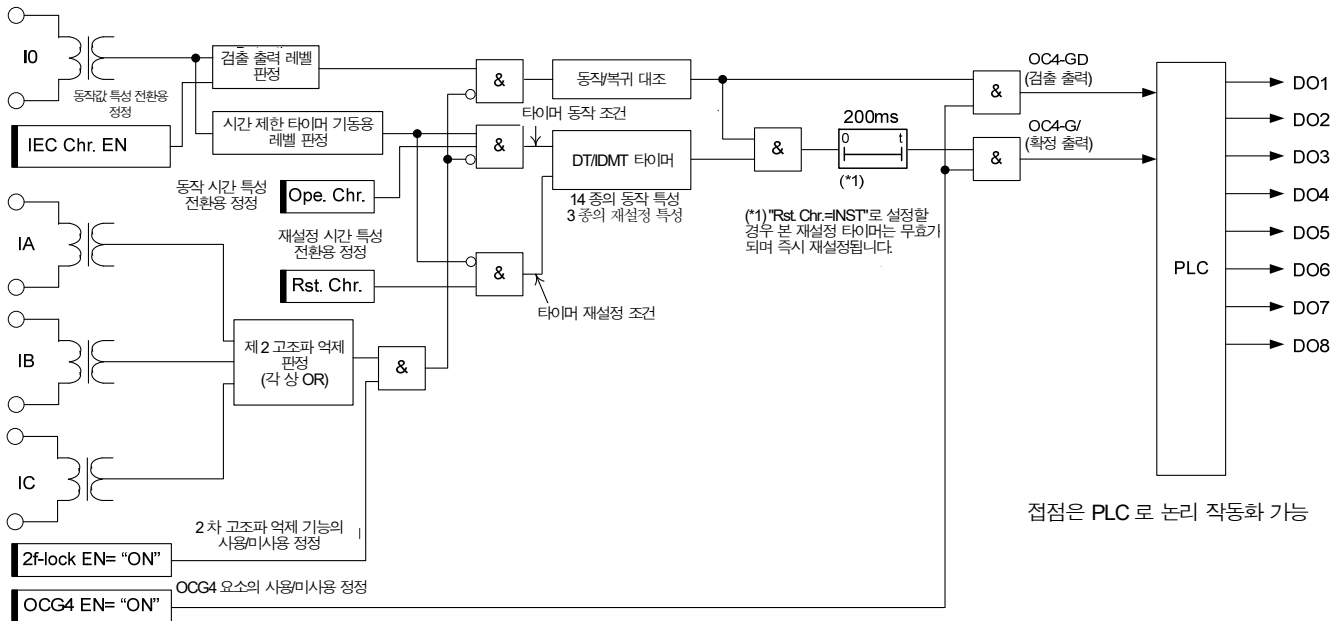 I0
검출 출력 레벨
판정
동작값 특성 전환용
정정
IEC Chr. EN
시간 제한 타이머 기동용
레벨 판정
&
동작/복귀 대조
타이머 동작 조건
&
DT/IDMT 타이머
14 종의 동작 특성
3 종의 재설정 특성
동작 시간 특성
전환용 정정
Ope. Chr.
재설정 시간 특성
전환용 정정
Rst. Chr.
&
타이머 재설정 조건
&
200ms
0 t
(*1)
(*1) "Rst. Chr.=INST"로 설정할
경우 본 재설정 타이머는 무효가
되며 즉시 재설정됩니다.
&
OC4-GD
(검출 출력)
&
OC4-G/
(확정 출력)
PLC
DO1
DO2
DO3
DO4
DO5
DO6
DO7
DO8
IA
IB
IC
제 2 고조파 억제
판정
(각 상 OR)
&
2 차 고조파 억제 기능의
사용/미사용 정정
2f-lock EN= “ON”
OCG4 요소의 사용/미사용 정정
OCG4 EN= “ON”
접점은 PLC 로 논리 작동화 가능